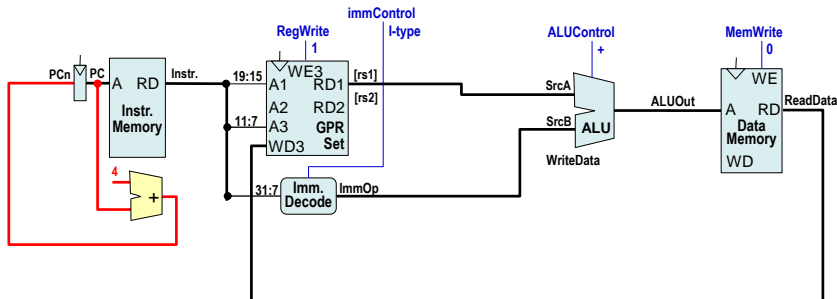 immControl
I-type
RegWrite
1
ALUControl
+
MemWrite
0
PCn
PC
A RD
Instr.
Memory
Instr.
19:15
11:7
31:7
WE3
A1 RD1
A2 RD2
A3 GPR
WD3 Set
[rs1]
[rs2]
SrcA
SrcB
ALU
WriteData
ALUOut
WE
A RD
Data
Memory
WD
ReadData
4
+
Imm.
Decode
ImmOp